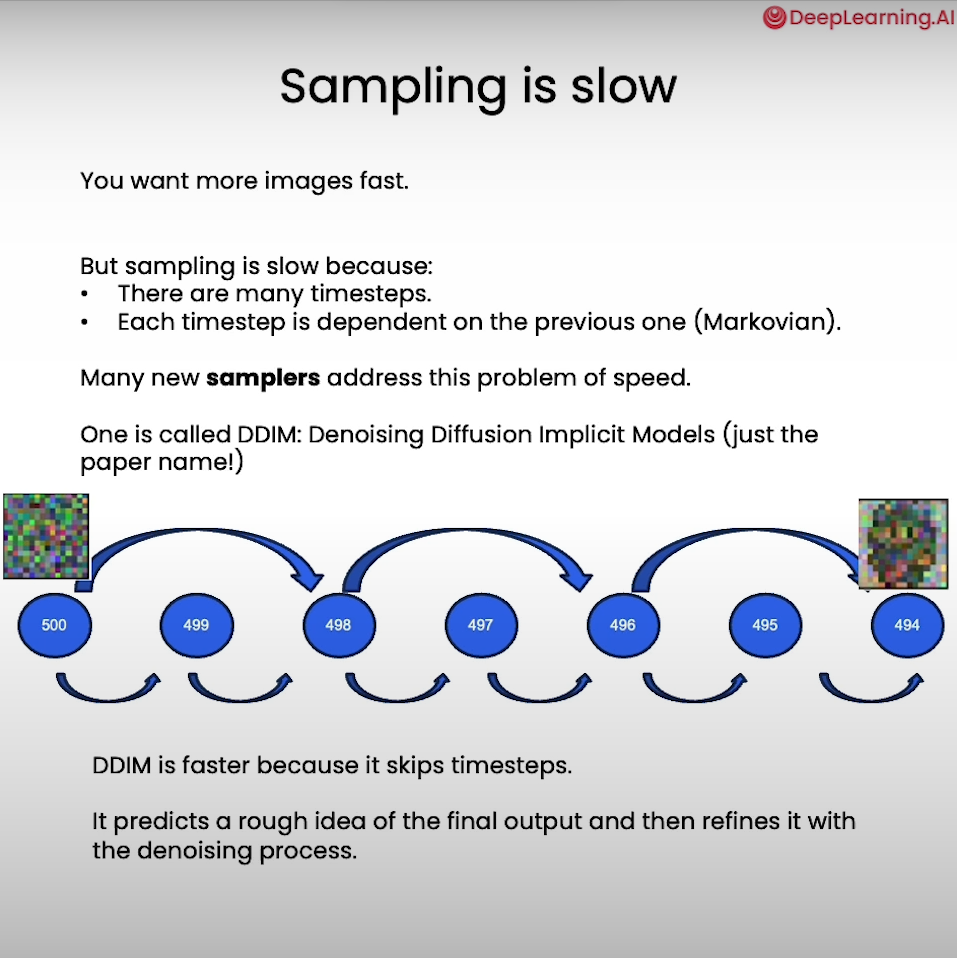 DeepLearning.AI
Sampling is slow
You want more images fast.
But sampling is slow because:
• There are many timesteps.
• Each timestep is dependent on the previous one (Markovian).
Many new samplers address this problem of speed.
One is called DDIM: Denoising Diffusion Implicit Models (just the
paper name!)
500 499 498 497 496 495 494
DDIM is faster because it skips timesteps.
It predicts a rough idea of the final output and then refines it with
the denoising process.